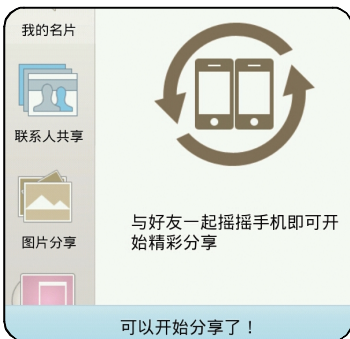 我的名片
联系人共享
图片分享
与好友一起摇摇手机即可开
始精彩分享
可以开始分享了！